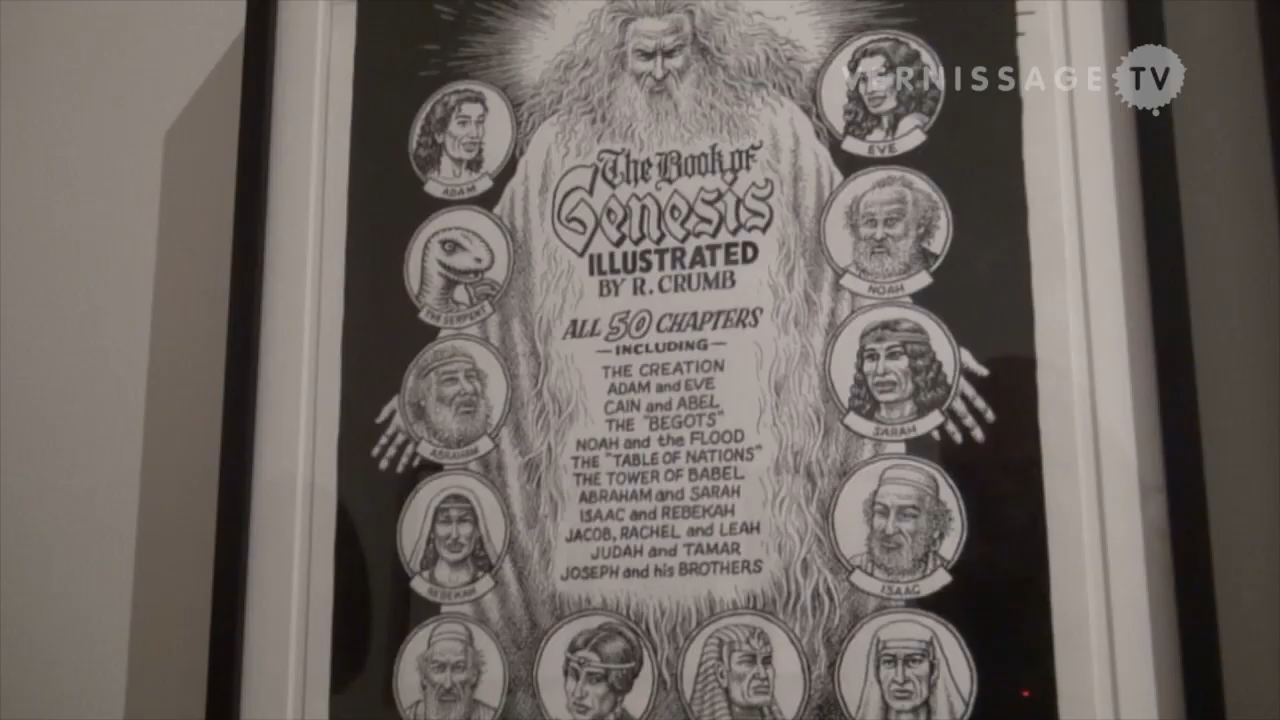 VERNISSAGE TV
The Book of
Genesis
ILLUSTRATED
BY R. CRUMB
ALL 50 CHAPTERS
—INCLUDING—
THE CREATION
ADAM and EVE
CAIN and ABEL
THE "BEGOTS"
NOAH and the FLOOD
THE "TABLE OF NATIONS"
THE TOWER OF BABEL
ABRAHAM and SARAH
ISAAC and REBEKAH
JACOB, RACHEL and LEAH
JUDAH and TAMAR
JOSEPH and his BROTHERS
ADAM
THE SERPENT
ABRAHAM
REBEKAH
EVE
NOAH
SARAH
ISAAC